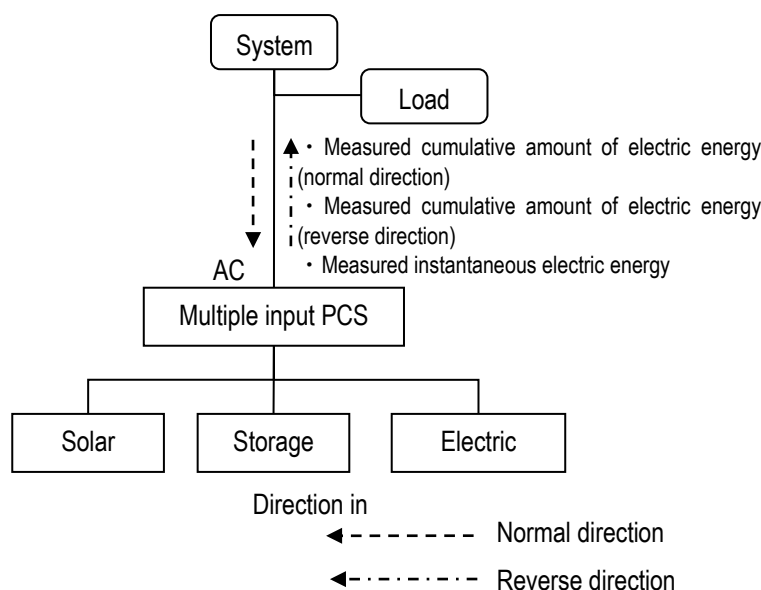 System
Load
・Measured cumulative amount of electric energy
(normal direction)
・Measured cumulative amount of electric energy
(reverse direction)
・Measured instantaneous electric energy
AC
Multiple input PCS
Solar
Storage
Electric
Direction in
Normal direction
Reverse direction